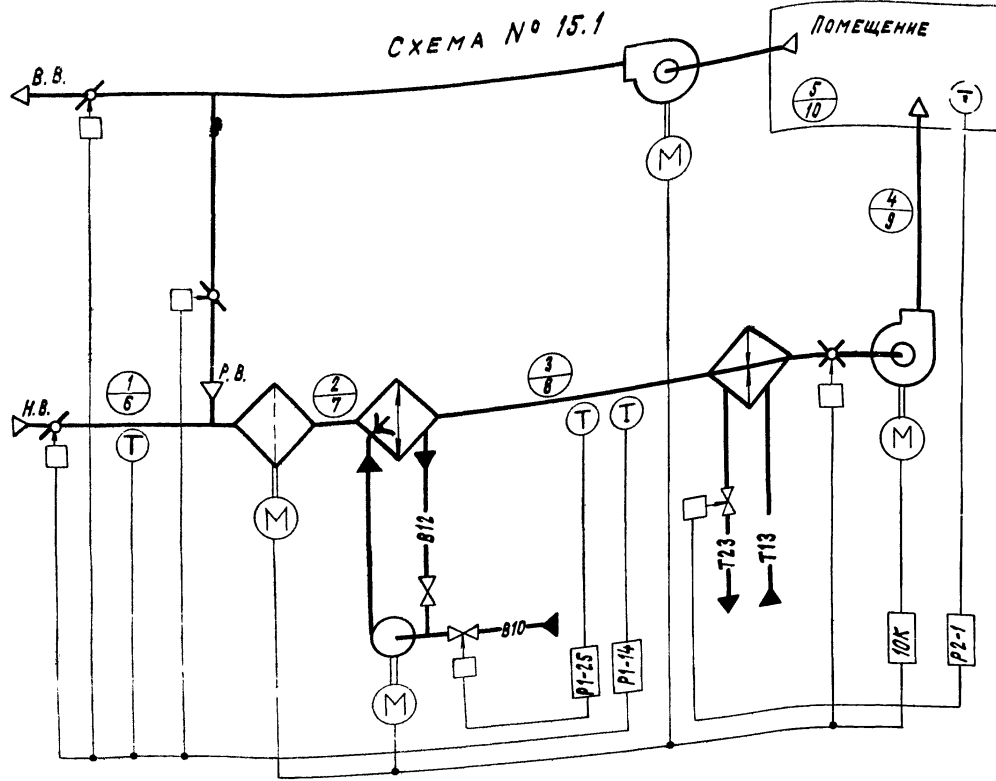 СХЕМА № 15.1
ПОМЕЩЕНИЕ
В.В.
5
10
T
M
4
9
Р.В.
1
6
2
7
3
8
Н.В.
T
T
T
M
M
В12
Т23
Т13
В10
Р1-25
Р1-14
10К
Р2-1
M